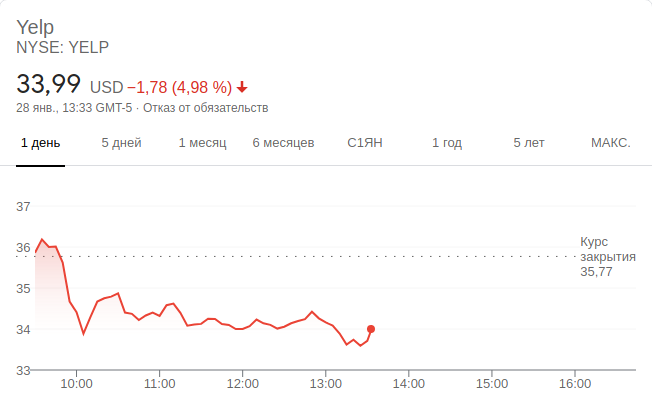 Yelp
NYSE: YELP
33,99 USD −1,78 (4,98 %)
28 янв., 13:33 GMT-5 · Отказ от обязательств
1 день 5 дней 1 месяц 6 месяцев С1ЯН 1 год 5 лет МАКС.
37
36
35
34
33
Курс
закрытия
35,77
10:00 11:00 12:00 13:00 14:00 15:00 16:00